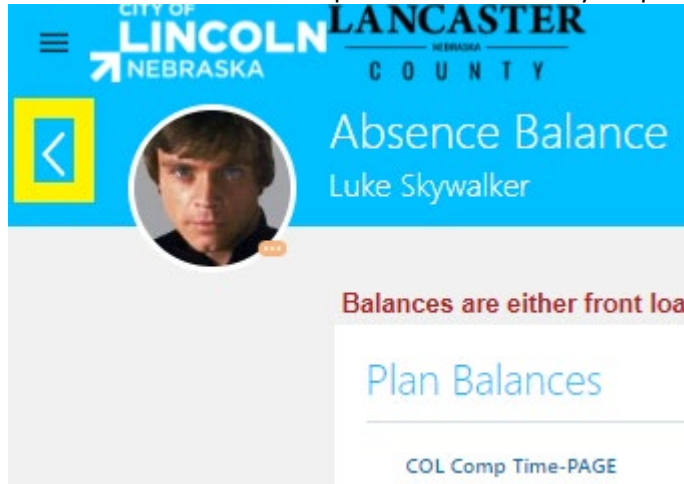 CITY OF
LINCOLN
NEBRASKA
LANCASTER
NEBRASKA
COUNTY
Absence Balance
Luke Skywalker
Balances are either front loa
Plan Balances
COL Comp Time-PAGE